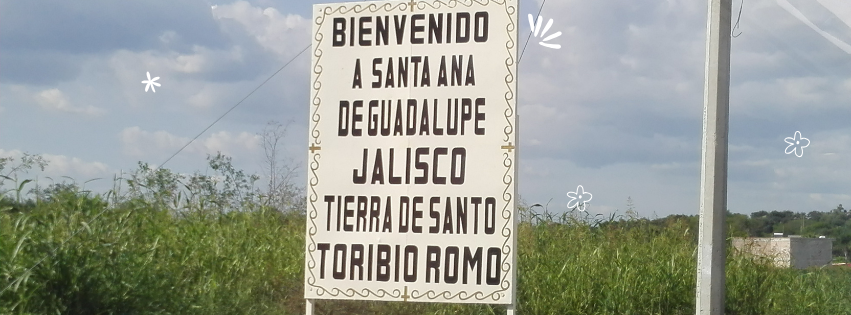 BIENVENIDO
A SANTA ANA
DE GUADALUPE
JALISCO
TIERRA DE SANTO
TORIBIO ROMO